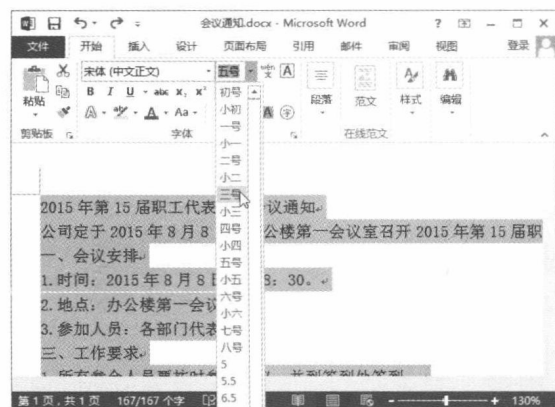 会议通知.docx - Microsoft Word
文件 开始 插入 设计 页面布局 引用 邮件 审阅 视图 登录
宋体 (中文正文) 五号 wén A
B I U abc x₂ x²
A aby A Aa A 字
粘贴 段落 范文 样式 编辑
剪贴板 字体 在线范文
初号
小初
一号
小一
二号
小二
三号
小三
四号
小四
五号
小五
六号
小六
七号
八号
5
5.5
6.5
2015 年第 15 届职工代表 议通知
公司定于 2015 年 8 月 8 公楼第一会议室召开 2015 年第 15 届职
一、会议安排
1.时间：2015 年 8 月 8 8：30。
2.地点：办公楼第一会议
3.参加人员：各部门代表
三、工作要求
第 1 页，共 1 页 167/167 个字 130%